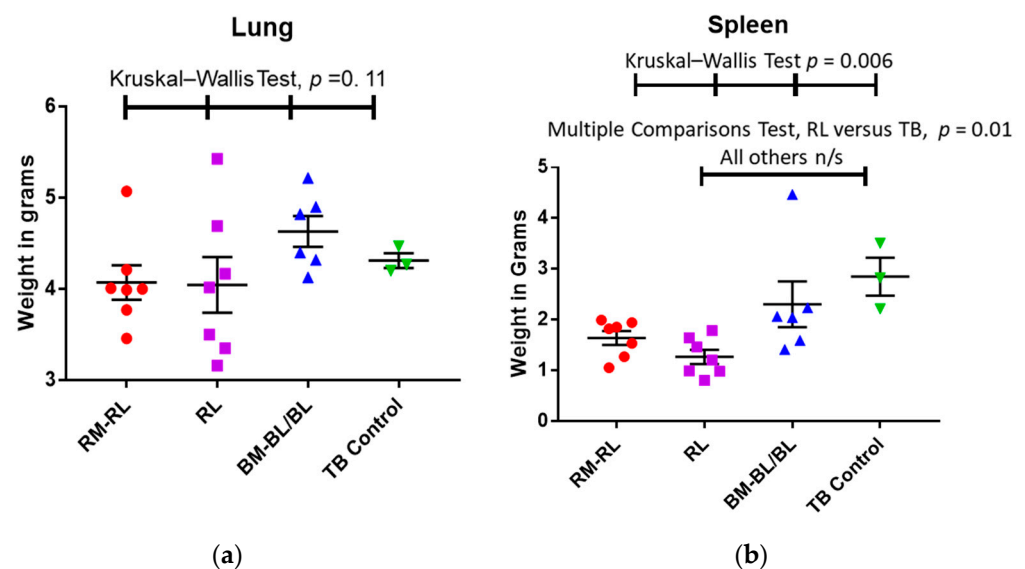 Lung
Kruskal–Wallis Test, p =0. 11
6
5
4
3
Weight in grams
RM-RL
RL
BM-BL/BL
TB Control
(a)
Spleen
Kruskal–Wallis Test p = 0.006
Multiple Comparisons Test, RL versus TB, p = 0.01
All others n/s
5
4
3
2
1
0
Weight in Grams
RM-RL
RL
BM-BL/BL
TB Control
(b)